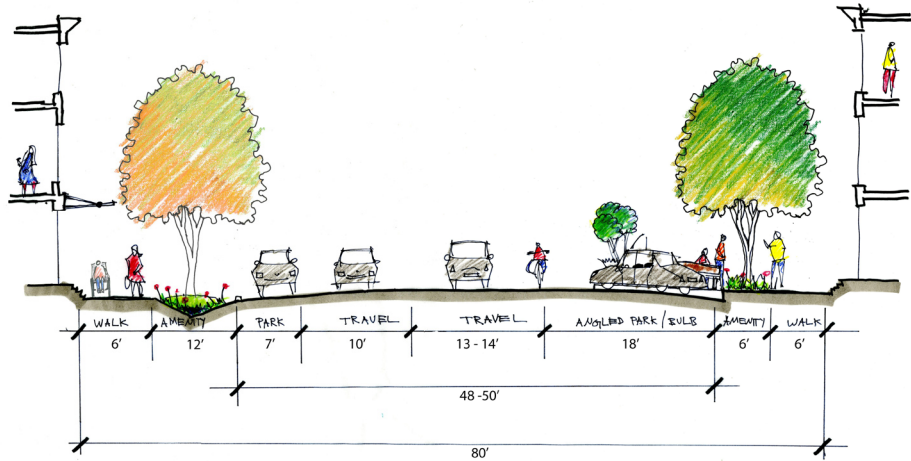 WALK AMENITY PARK TRAVEL TRAVEL ANGLED PARK / BULB AMENITY WALK
6' 12' 7' 10' 13 - 14' 18' 6' 6'
48 -50'
80'